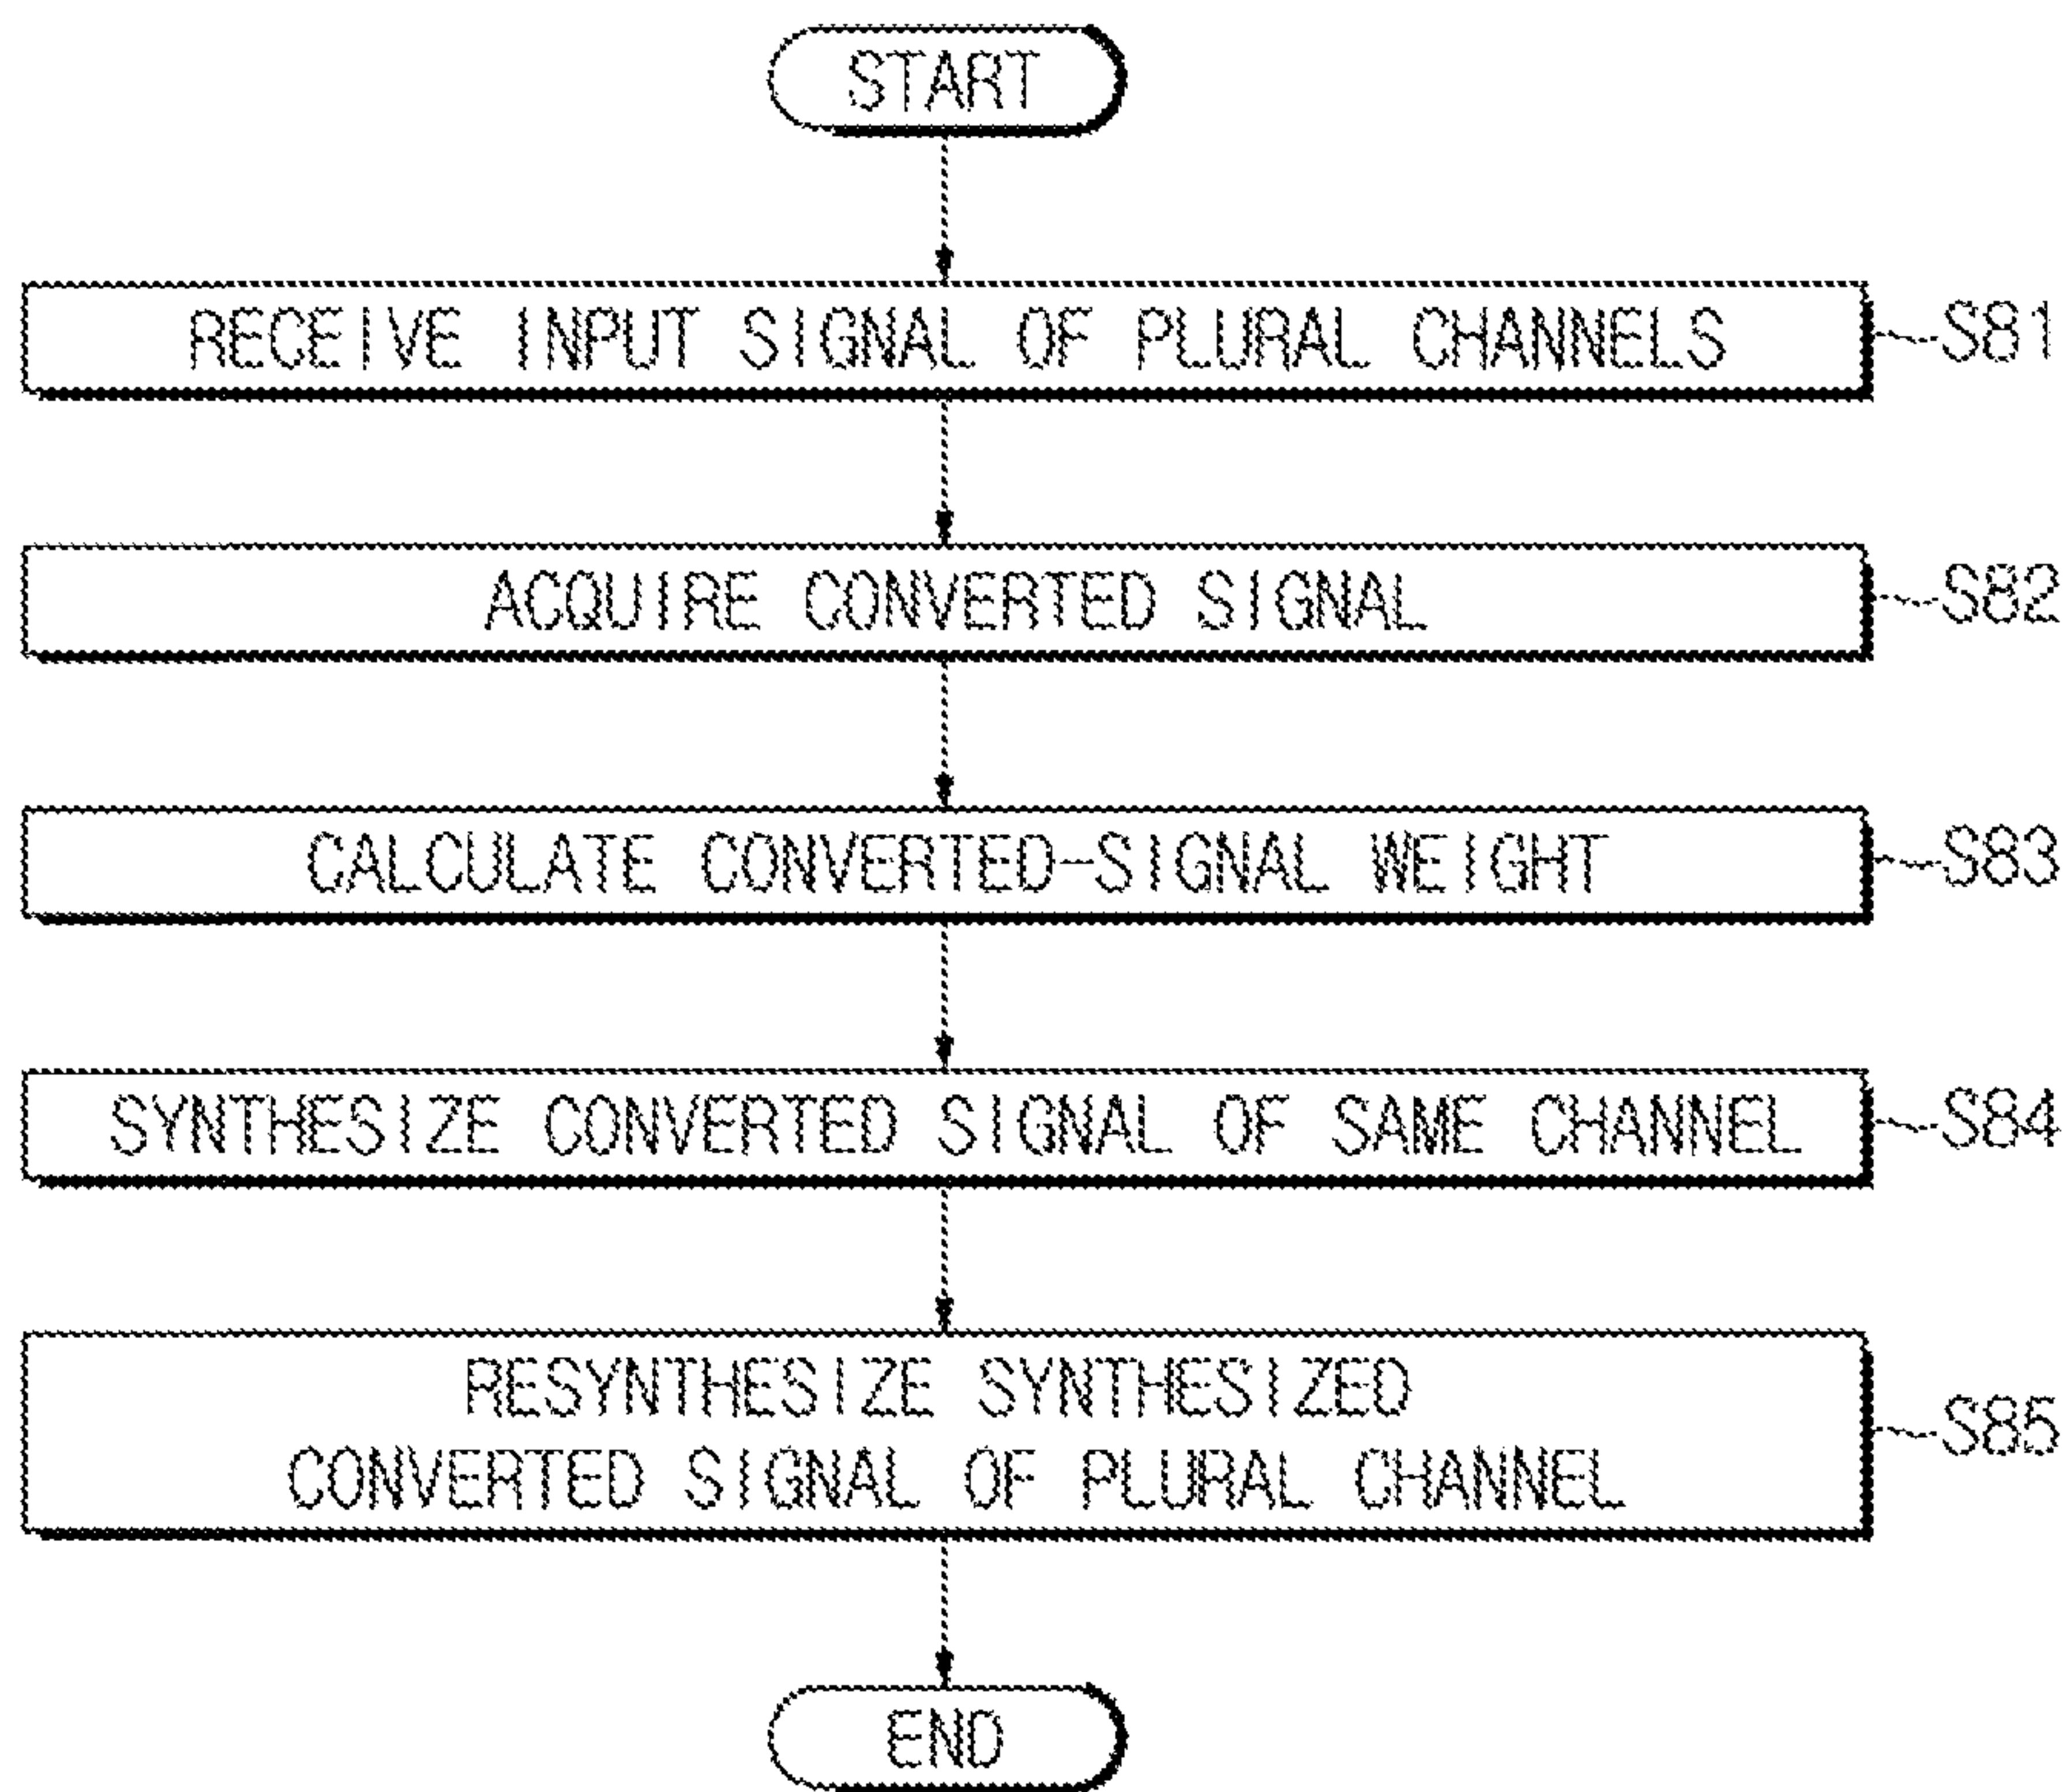 START
RECEIVE INPUT SIGNAL OF PLURAL CHANNELS
S81
ACQUIRE CONVERTED SIGNAL
S82
CALCULATE CONVERTED-SIGNAL WEIGHT
S83
SYNTHESIZE CONVERTED SIGNAL OF SAME CHANNEL
S84
RESYNTHESIZE SYNTHESIZED
CONVERTED SIGNAL OF PLURAL CHANNEL
S85
END